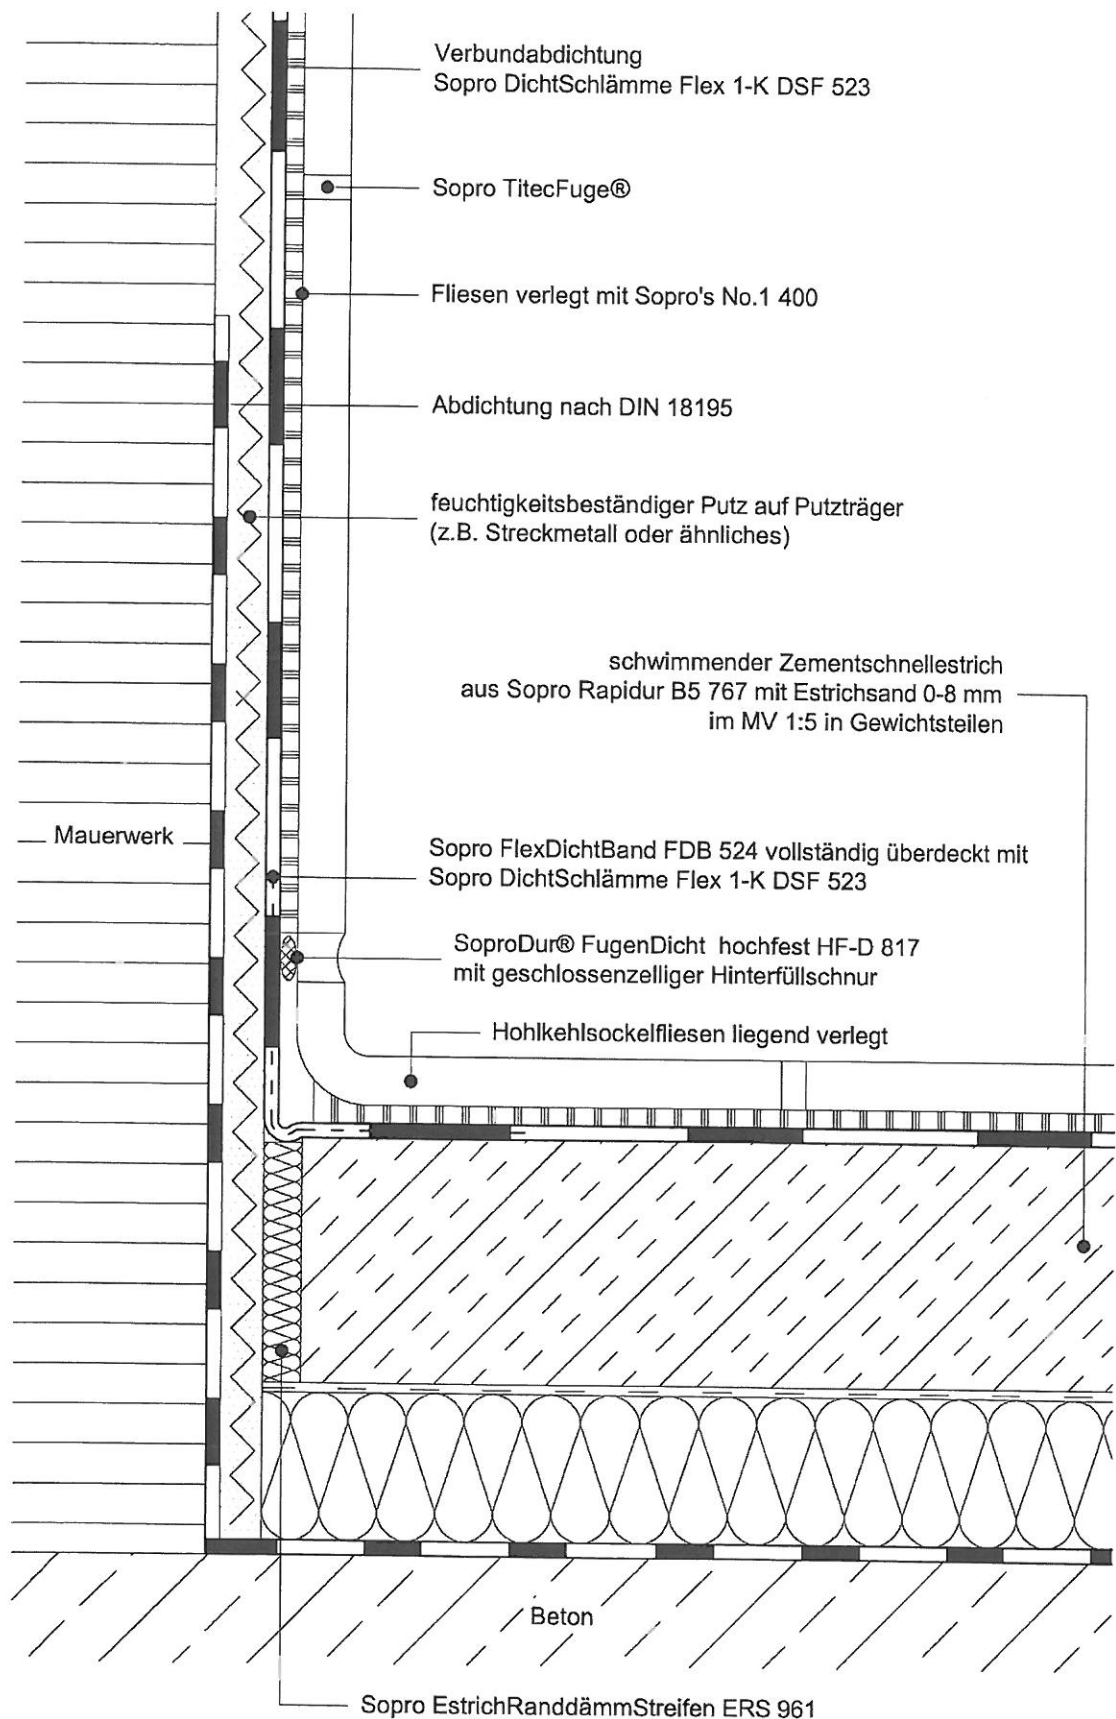 Verbundabdichtung
Sopro DichtSchlämme Flex 1-K DSF 523
Sopro TitecFuge®
Fliesen verlegt mit Sopro's No.1 400
Abdichtung nach DIN 18195
feuchtigkeitsbeständiger Putz auf Putzträger
(z.B. Streckmetall oder ähnliches)
schwimmender Zementschnellestrich
aus Sopro Rapidur B5 767 mit Estrichsand 0-8 mm
im MV 1:5 in Gewichtsteilen
Mauerwerk
Sopro FlexDichtBand FDB 524 vollständig überdeckt mit
Sopro DichtSchlämme Flex 1-K DSF 523
SoproDur® FugenDicht hochfest HF-D 817
mit geschlossenzelliger Hinterfüllschnur
Hohlkehlsockelfliesen liegend verlegt
Beton
Sopro EstrichRanddämmStreifen ERS 961